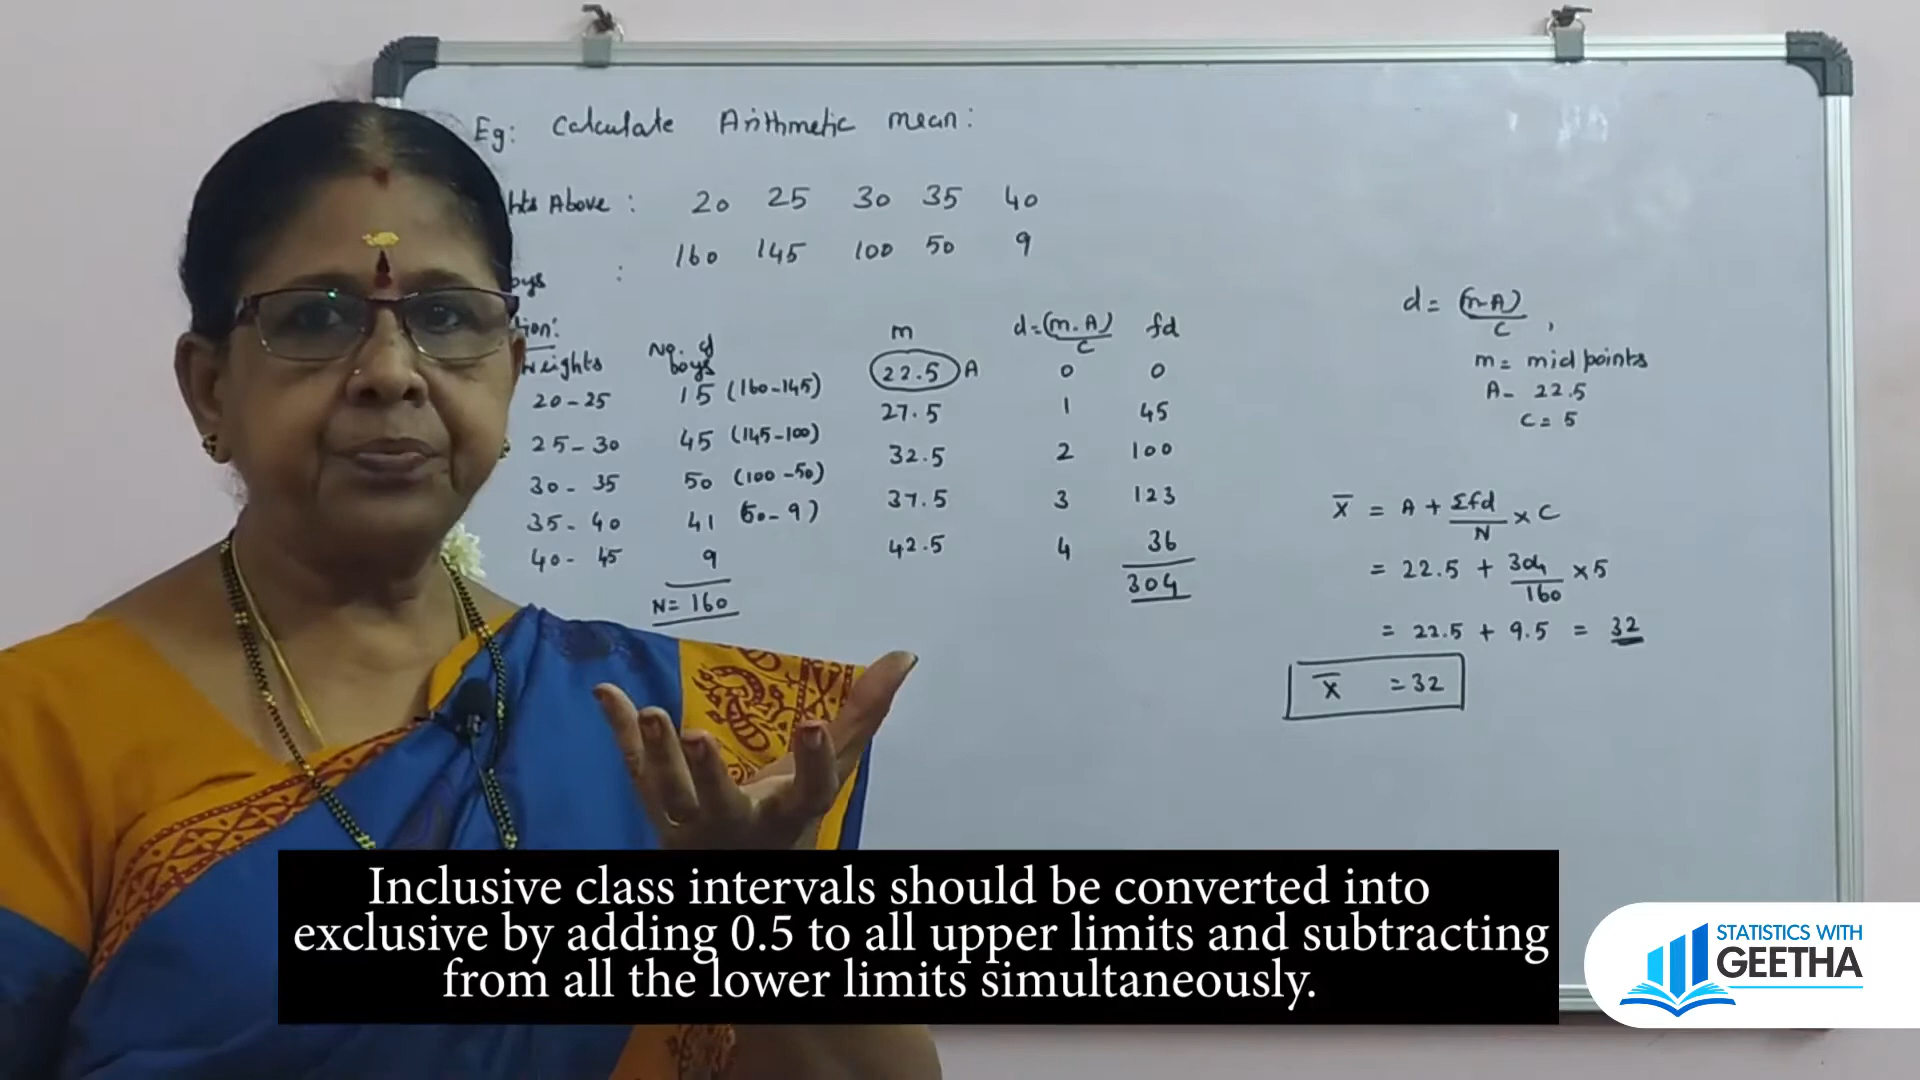 Eg: Calculate Arithmetic mean:
hts Above : 20 25 30 35 40
oys : 160 145 100 50 9
tion:
Weights No. of boys m d=(m.A)/C fd
20-25 15 (160-145) 22.5 A 0 0
25-30 45 (145-100) 27.5 1 45
30-35 50 (100-50) 32.5 2 100
35-40 41 (50-9) 37.5 3 123
40-45 9 42.5 4 36
N=160 304
d= (m-A)/C ,
m= mid points
A- 22.5
C= 5
X̅ = A + Σfd/N × C
= 22.5 + 304/160 ×5
= 22.5 + 9.5 = 32
X̅ =32
Inclusive class intervals should be converted into
exclusive by adding 0.5 to all upper limits and subtracting
from all the lower limits simultaneously.
STATISTICS WITH
GEETHA